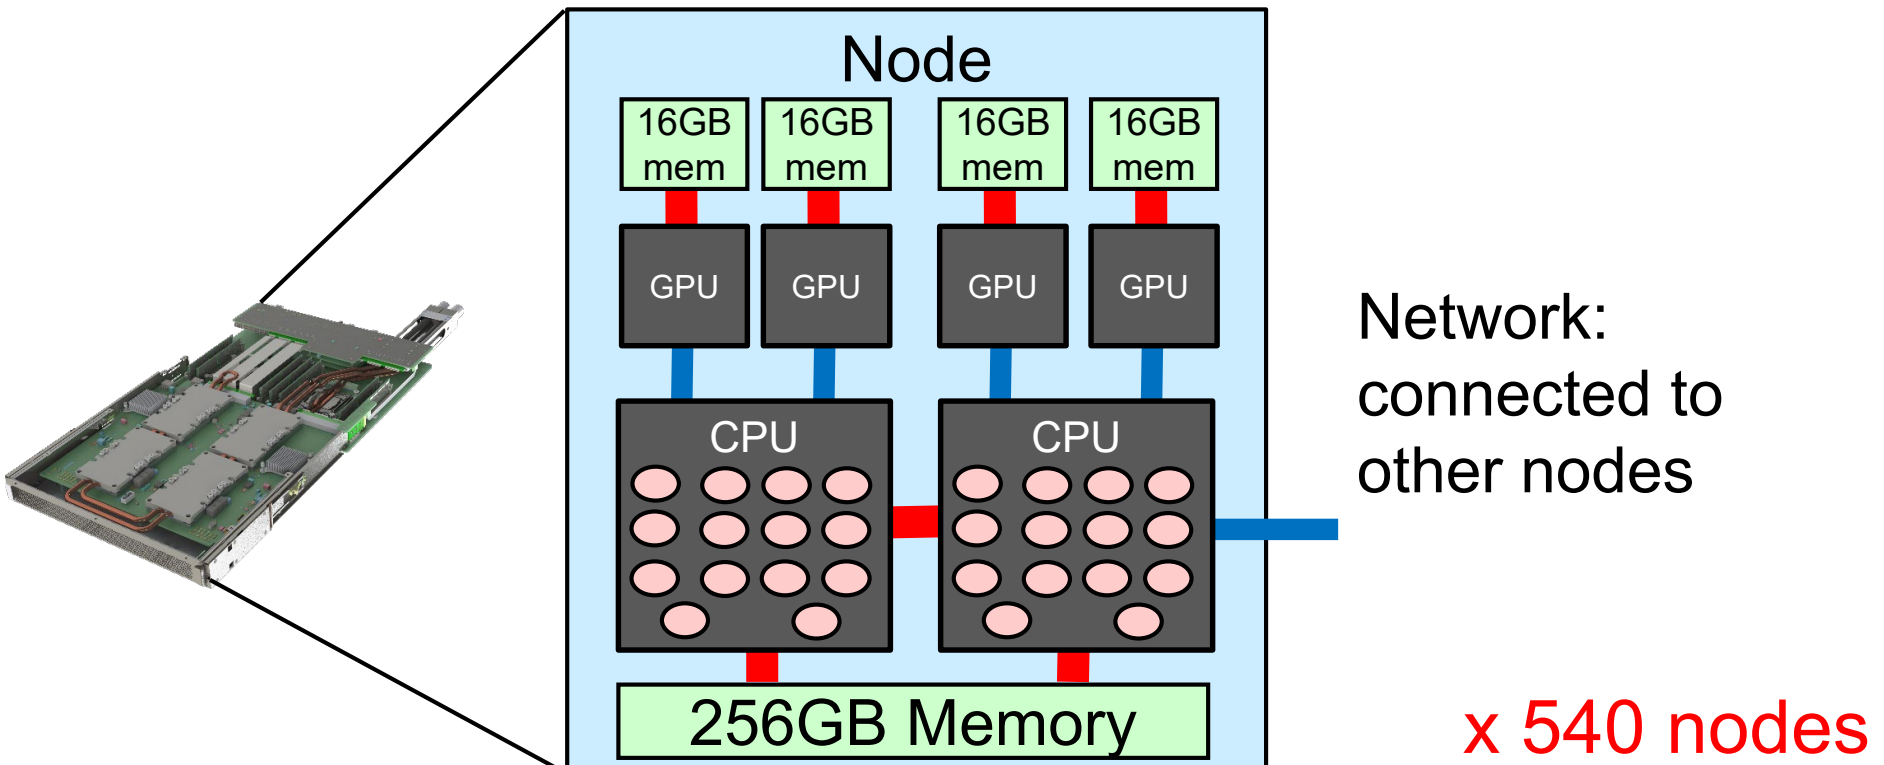 Node
16GB
mem
16GB
mem
16GB
mem
16GB
mem
GPU
GPU
GPU
GPU
CPU
CPU
256GB Memory
Network:
connected to
other nodes
x 540 nodes